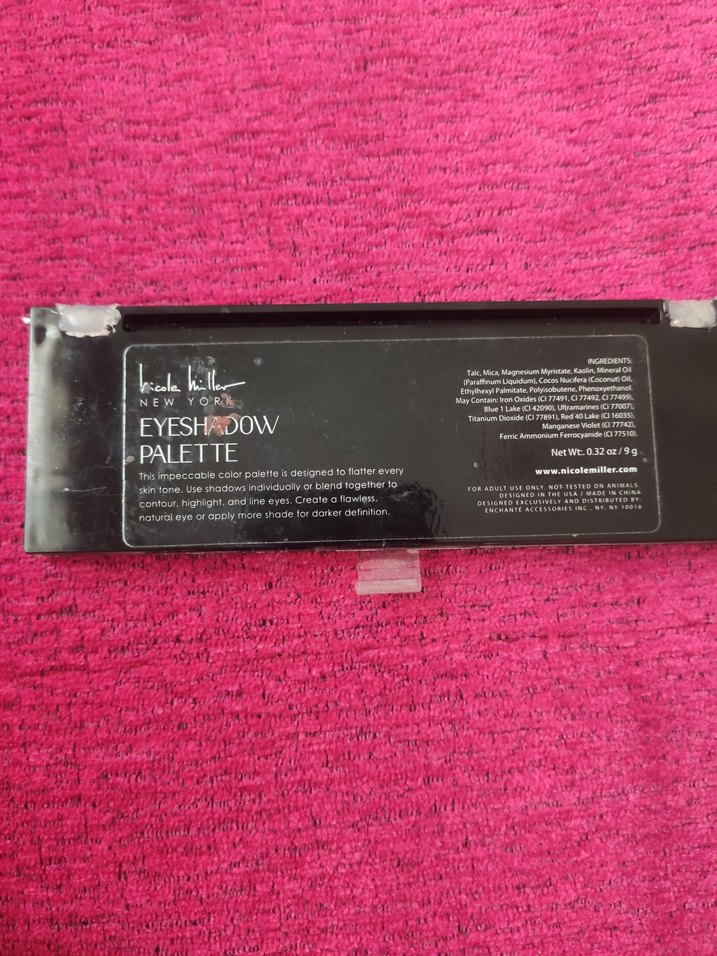 Nicole Miller
NEW YORK
EYESHADOW
PALETTE
This impeccable color palette is designed to flatter every
skin tone. Use shadows individually or blend together to
contour, highlight, and line eyes. Create a flawless,
natural eye or apply more shade for darker definition.
INGREDIENTS:
Talc, Mica, Magnesium Myristate, Kaolin, Mineral Oil
(Paraffinum Liquidum), Cocos Nucifera (Coconut) Oil,
Ethylhexyl Palmitate, Polyisobutene, Phenoxyethanol.
May Contain: Iron Oxides (CI 77491, CI 77492, CI 77499),
Blue 1 Lake (CI 42090), Ultramarines (CI 77007),
Titanium Dioxide (CI 77891), Red 40 Lake (CI 16035),
Manganese Violet (CI 77742),
Ferric Ammonium Ferrocyanide (CI 77510).
Net Wt:. 0.32 oz / 9 g
www.nicolemiller.com
FOR ADULT USE ONLY. NOT-TESTED ON ANIMALS.
DESIGNED IN THE USA / MADE IN CHINA
DESIGNED EXCLUSIVELY AND DISTRIBUTED BY:
ENCHANTE ACCESSORIES INC., NY, NY 10016